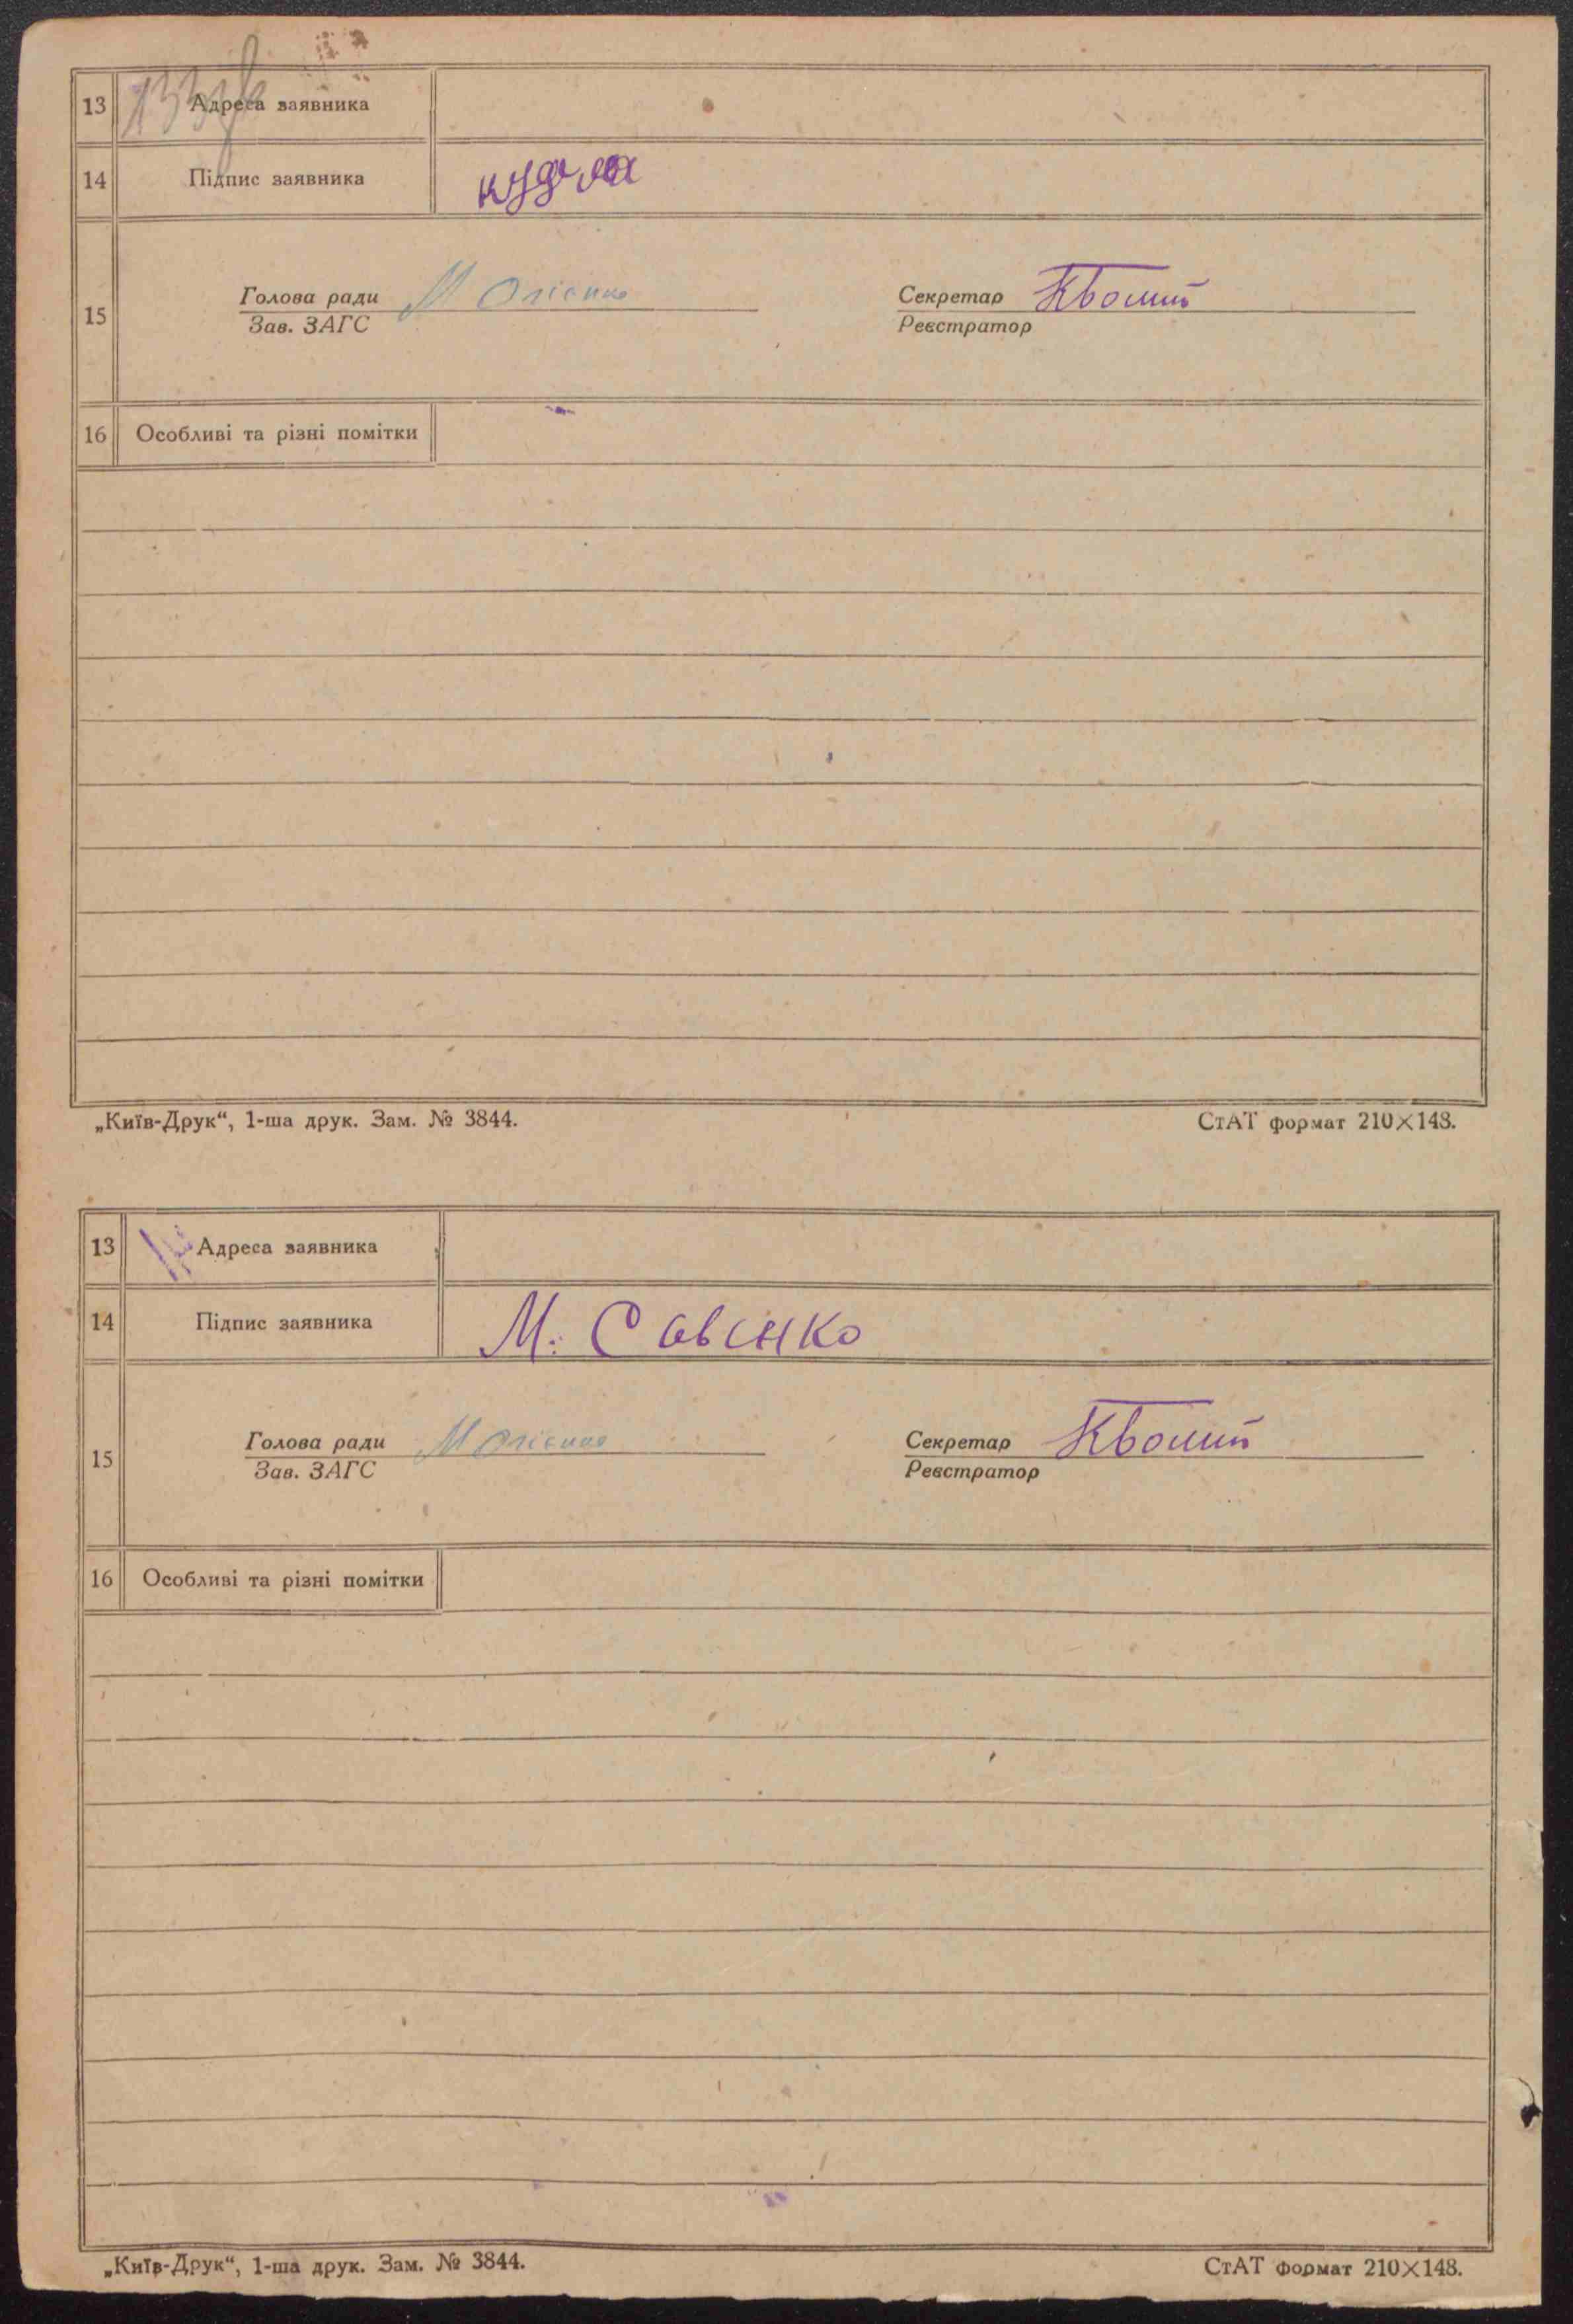 13 Адреса заявника
14 Підпис заявника
15 Голова ради Секретар
Зав. ЗАГС Реєстратор
16 Особливі та різні помітки
„Київ-Друк“, 1-ша друк. Зам. № 3844. СтАТ формат 210×148.
13 Адреса заявника
14 Підпис заявника М. Савенко
15 Голова ради Секретар
Зав. ЗАГС Реєстратор
16 Особливі та різні помітки
„Київ-Друк“, 1-ша друк. Зам. № 3844. СтАТ формат 210×148.